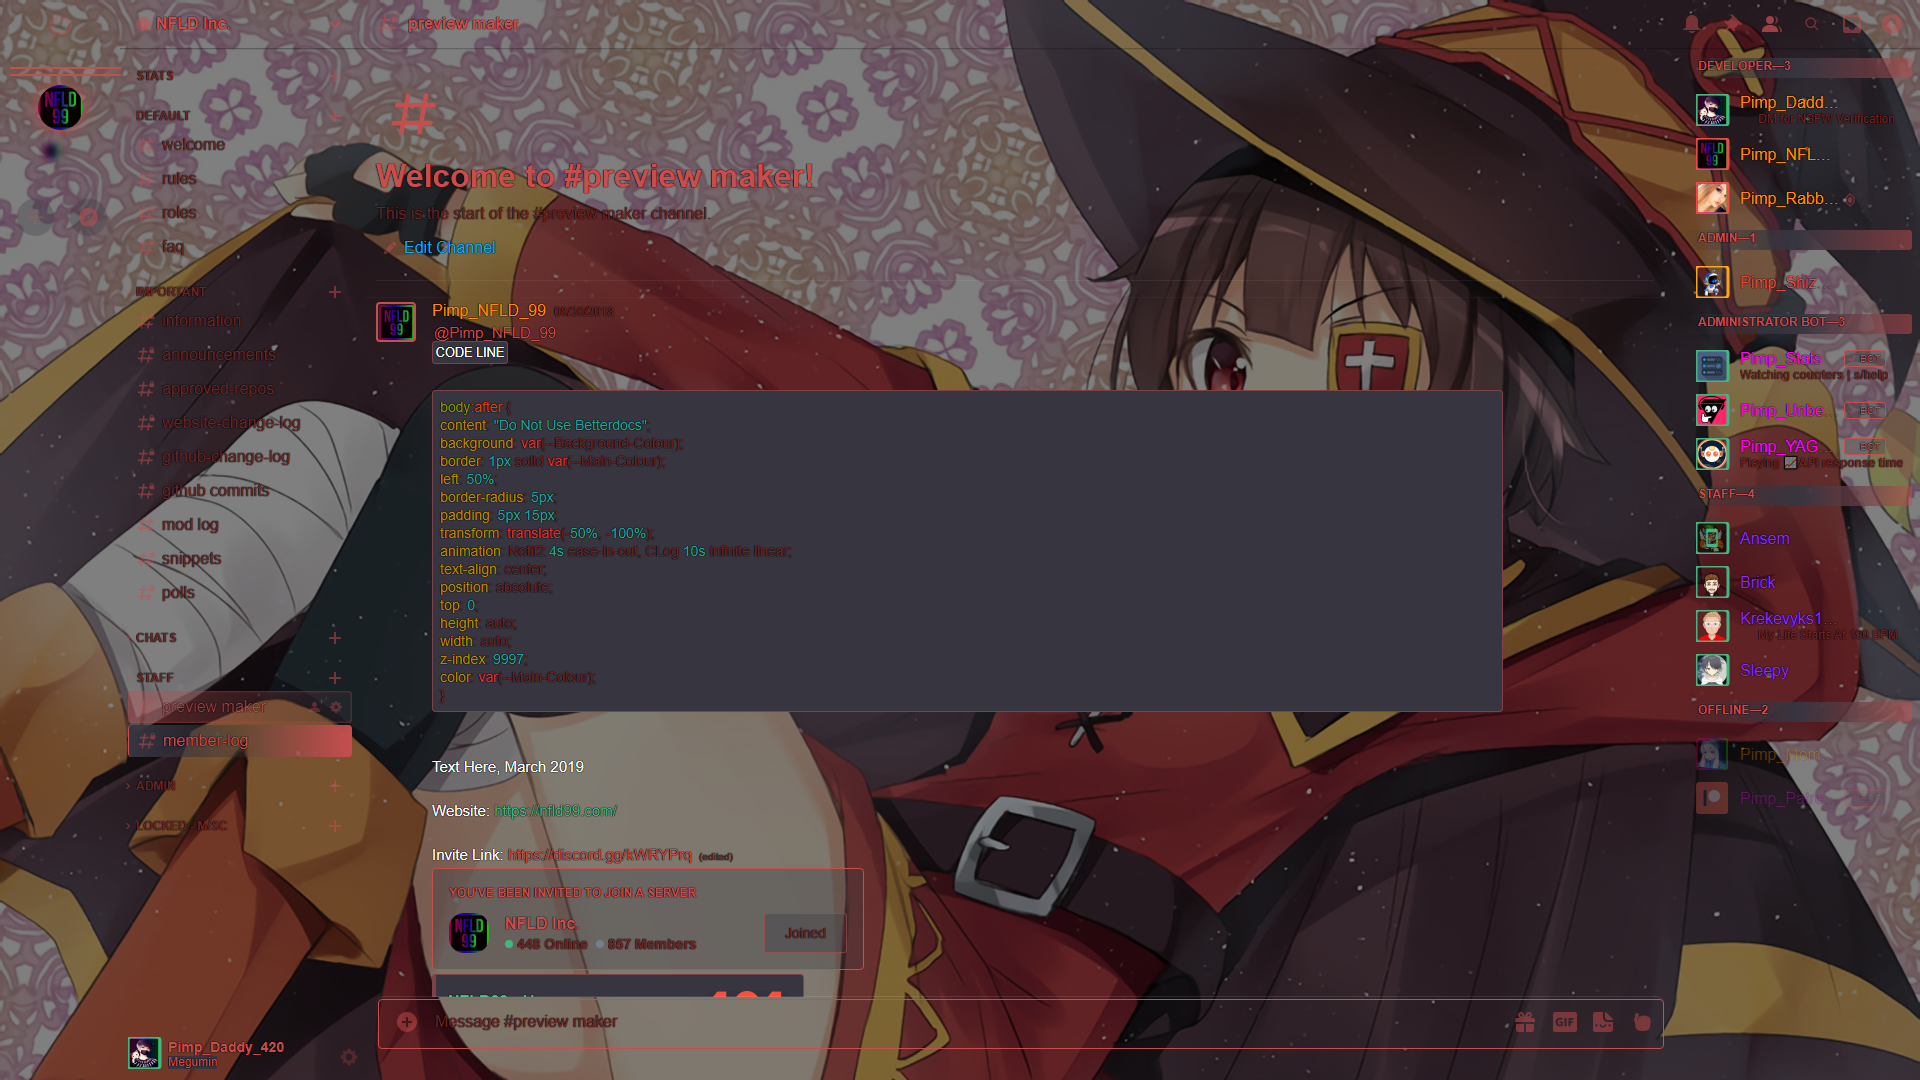 NFLD Inc.
preview maker
STATS
DEFAULT
welcome
rules
roles
faq
IMPORTANT
information
announcements
approved-repos
website-change-log
github-change-log
github commits
mod log
snippets
polls
CHATS
STAFF
preview maker
member-log
ADMIN
LOCKED - MISC
Pimp_Daddy_420
Megumin
NFLD
99
Welcome to #preview maker!
This is the start of the #preview maker channel.
Edit Channel
Pimp_NFLD_99
@Pimp_NFLD_99
CODE LINE
body:after {
content: "Do Not Use Betterdocs";
background: var(--Background-Colour);
border: 1px solid var(--Main-Colour);
left: 50%;
border-radius: 5px;
padding: 5px 15px;
transform: translate(-50%, -100%);
animation: Notif2 4s ease-in-out, CLog 10s infinite linear;
text-align: center;
position: absolute;
top: 0;
height: auto;
width: auto;
z-index: 9997;
color: var(--Main-Colour);
}
Text Here, March 2019
Website: https://nfld99.com/
Invite Link: https://discord.gg/kWRYPrq (edited)
YOU'VE BEEN INVITED TO JOIN A SERVER
NFLD Inc.
448 Online 857 Members
Joined
Message #preview maker
GIF
DEVELOPER—3
Pimp_Dadd...
DM for NSFW Verification
Pimp_NFL...
Pimp_Rabb...
ADMIN—1
Pimp_Shiz...
ADMINISTRATOR BOT—3
Pimp_Stats BOT
Watching counters | s/help
Pimp_Unbe... BOT
Pimp_YAG... BOT
Playing API response time
STAFF—4
Ansem
Brick
Krekevyks1...
My Life Starts At 190 BPM
Sleepy
OFFLINE—2
Pimp_Mom